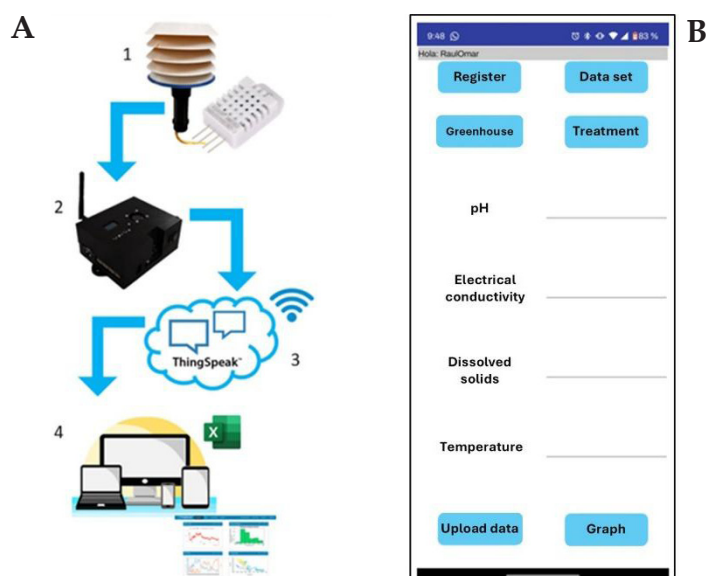 A
1
2
ThingSpeak™
3
4
X
B
9:48
83 %
Hola: RaulOmar
Register
Data set
Greenhouse
Treatment
pH
Electrical
conductivity
Dissolved
solids
Temperature
Upload data
Graph